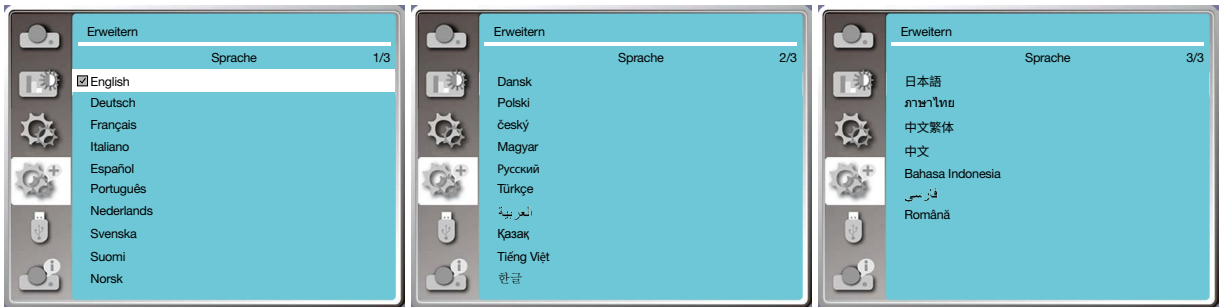 Erweitern
Sprache 1/3
English
Deutsch
Français
Italiano
Español
Português
Nederlands
Svenska
Suomi
Norsk
Erweitern
Sprache 2/3
Dansk
Polski
český
Magyar
Русский
Türkçe
العربية
Қазақ
Tiếng Việt
한글
Erweitern
Sprache 3/3
日本語
ภาษาไทย
中文繁体
中文
Bahasa Indonesia
فارسی
Română